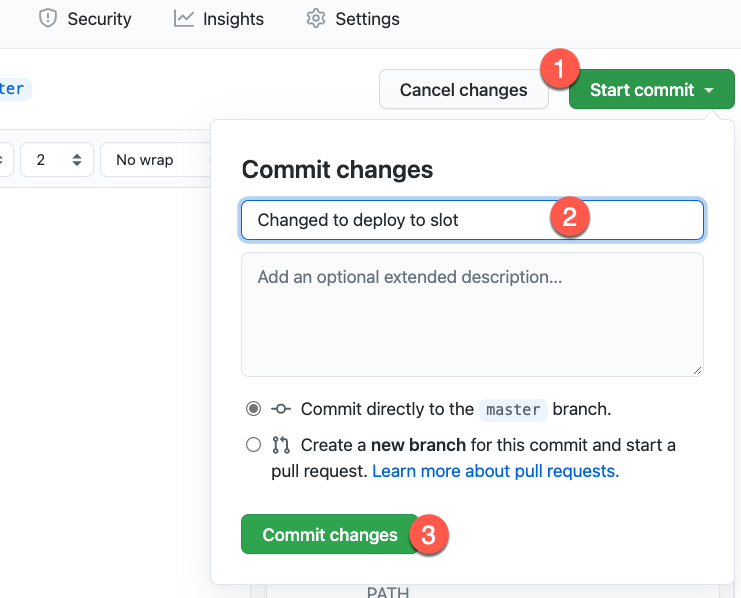 Security Insights Settings
ter
Cancel changes 1 Start commit
2 No wrap
Commit changes
Changed to deploy to slot 2
Add an optional extended description...
Commit directly to the master branch.
Create a new branch for this commit and start a
pull request. Learn more about pull requests.
Commit changes 3
PATH